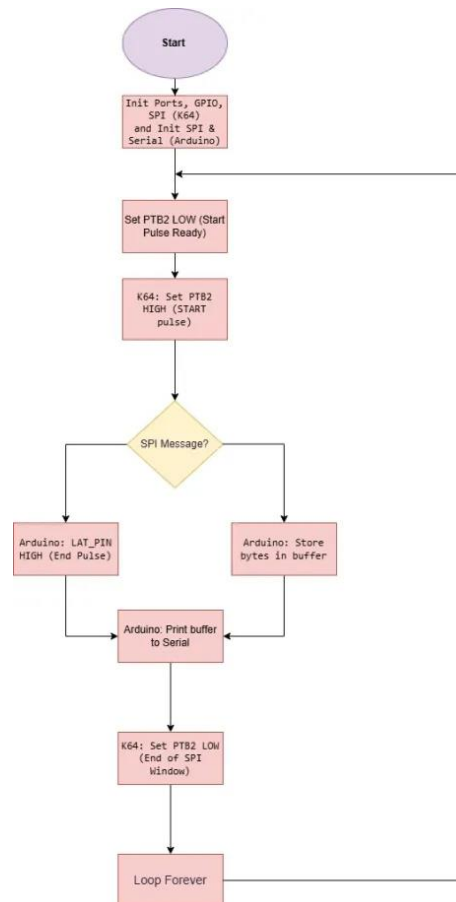 Start
Init Ports, GPIO,
SPI (K64)
and Init SPI &
Serial (Arduino)
Set PTB2 LOW (Start
Pulse Ready)
K64: Set PTB2
HIGH (START
pulse)
SPI Message?
Arduino: LAT_PIN
HIGH (End Pulse)
Arduino: Store
bytes in buffer
Arduino: Print buffer
to Serial
K64: Set PTB2 LOW
(End of SPI
Window)
Loop Forever